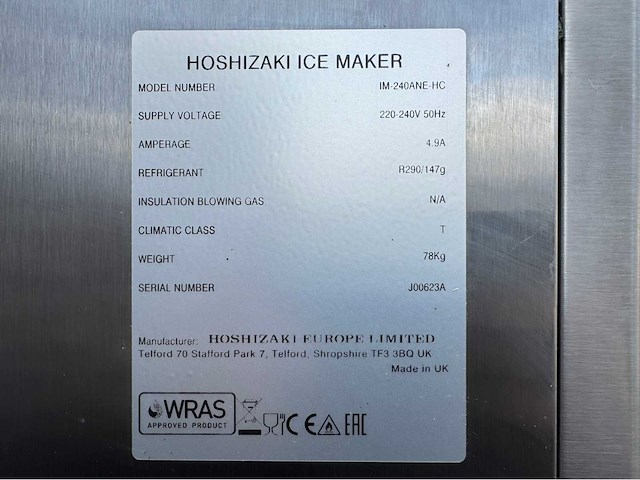 HOSHIZAKI ICE MAKER
MODEL NUMBER IM-240ANE-HC
SUPPLY VOLTAGE 220-240V 50Hz
AMPERAGE 4.9A
REFRIGERANT R290/147g
INSULATION BLOWING GAS N/A
CLIMATIC CLASS T
WEIGHT 78Kg
SERIAL NUMBER J00623A
Manufacturer: HOSHIZAKI EUROPE LIMITED
Telford 70 Stafford Park 7, Telford, Shropshire TF3 3BQ UK
Made in UK
WRAS CE EAC
APPROVED PRODUCT